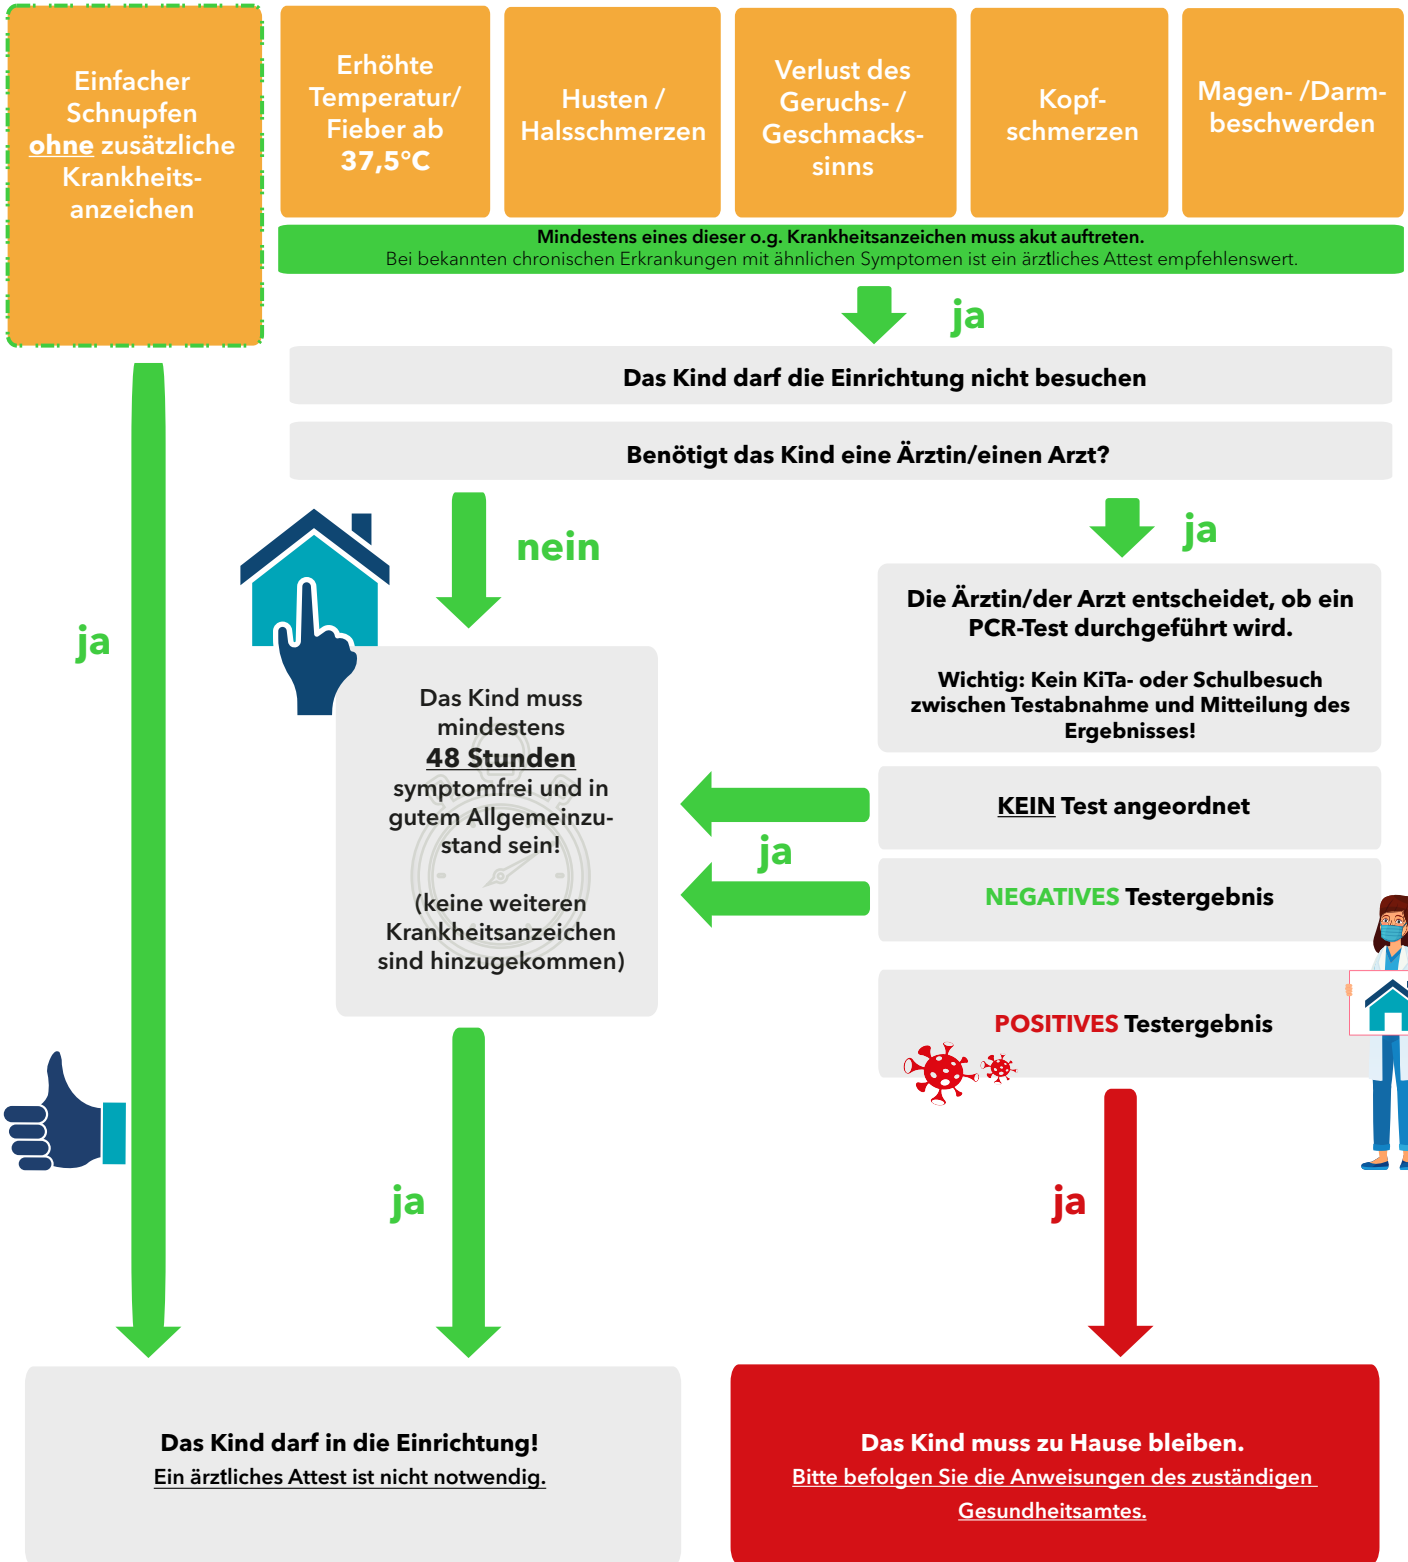 Einfacher
Schnupfen
ohne zusätzliche
Krankheits-
anzeichen
Erhöhte
Temperatur/
Fieber ab
37,5°C
Husten /
Halsschmerzen
Verlust des
Geruchs- /
Geschmacks-
sinns
Kopf-
schmerzen
Magen- /Darm-
beschwerden
Mindestens eines dieser o.g. Krankheitsanzeichen muss akut auftreten.
Bei bekannten chronischen Erkrankungen mit ähnlichen Symptomen ist ein ärztliches Attest empfehlenswert.
ja
Das Kind darf die Einrichtung nicht besuchen
Benötigt das Kind eine Ärztin/einen Arzt?
nein
ja
ja
Die Ärztin/der Arzt entscheidet, ob ein
PCR-Test durchgeführt wird.
Wichtig: Kein KiTa- oder Schulbesuch
zwischen Testabnahme und Mitteilung des
Ergebnisses!
Das Kind muss
mindestens
48 Stunden
symptomfrei und in
gutem Allgemeinzu-
stand sein!
(keine weiteren
Krankheitsanzeichen
sind hinzugekommen)
KEIN Test angeordnet
ja
NEGATIVES Testergebnis
POSITIVES Testergebnis
ja
ja
Das Kind darf in die Einrichtung!
Ein ärztliches Attest ist nicht notwendig.
Das Kind muss zu Hause bleiben.
Bitte befolgen Sie die Anweisungen des zuständigen
Gesundheitsamtes.